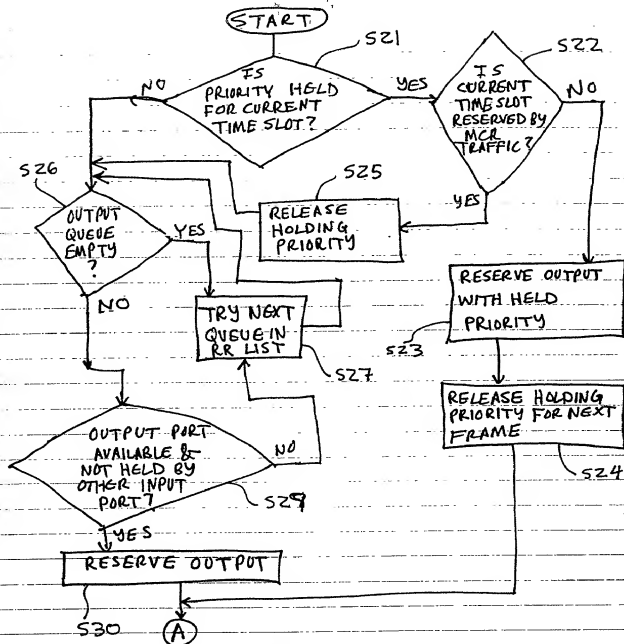 START
S21
S22
IS
PRIORITY HELD
FOR CURRENT
TIME SLOT?
NO
YES
IS
CURRENT
TIME SLOT
RESERVED BY
MCR
TRAFFIC?
NO
YES
S25
RELEASE
HOLDING
PRIORITY
S26
OUTPUT
QUEUE
EMPTY
?
YES
NO
TRY NEXT
QUEUE IN
RR LIST
S27
RESERVE OUTPUT
WITH HELD
PRIORITY
S23
RELEASE HOLDING
PRIORITY FOR NEXT
FRAME
S24
OUTPUT PORT
AVAILABLE &
NOT HELD BY
OTHER INPUT
PORT?
NO
S29
YES
RESERVE OUTPUT
S30
A